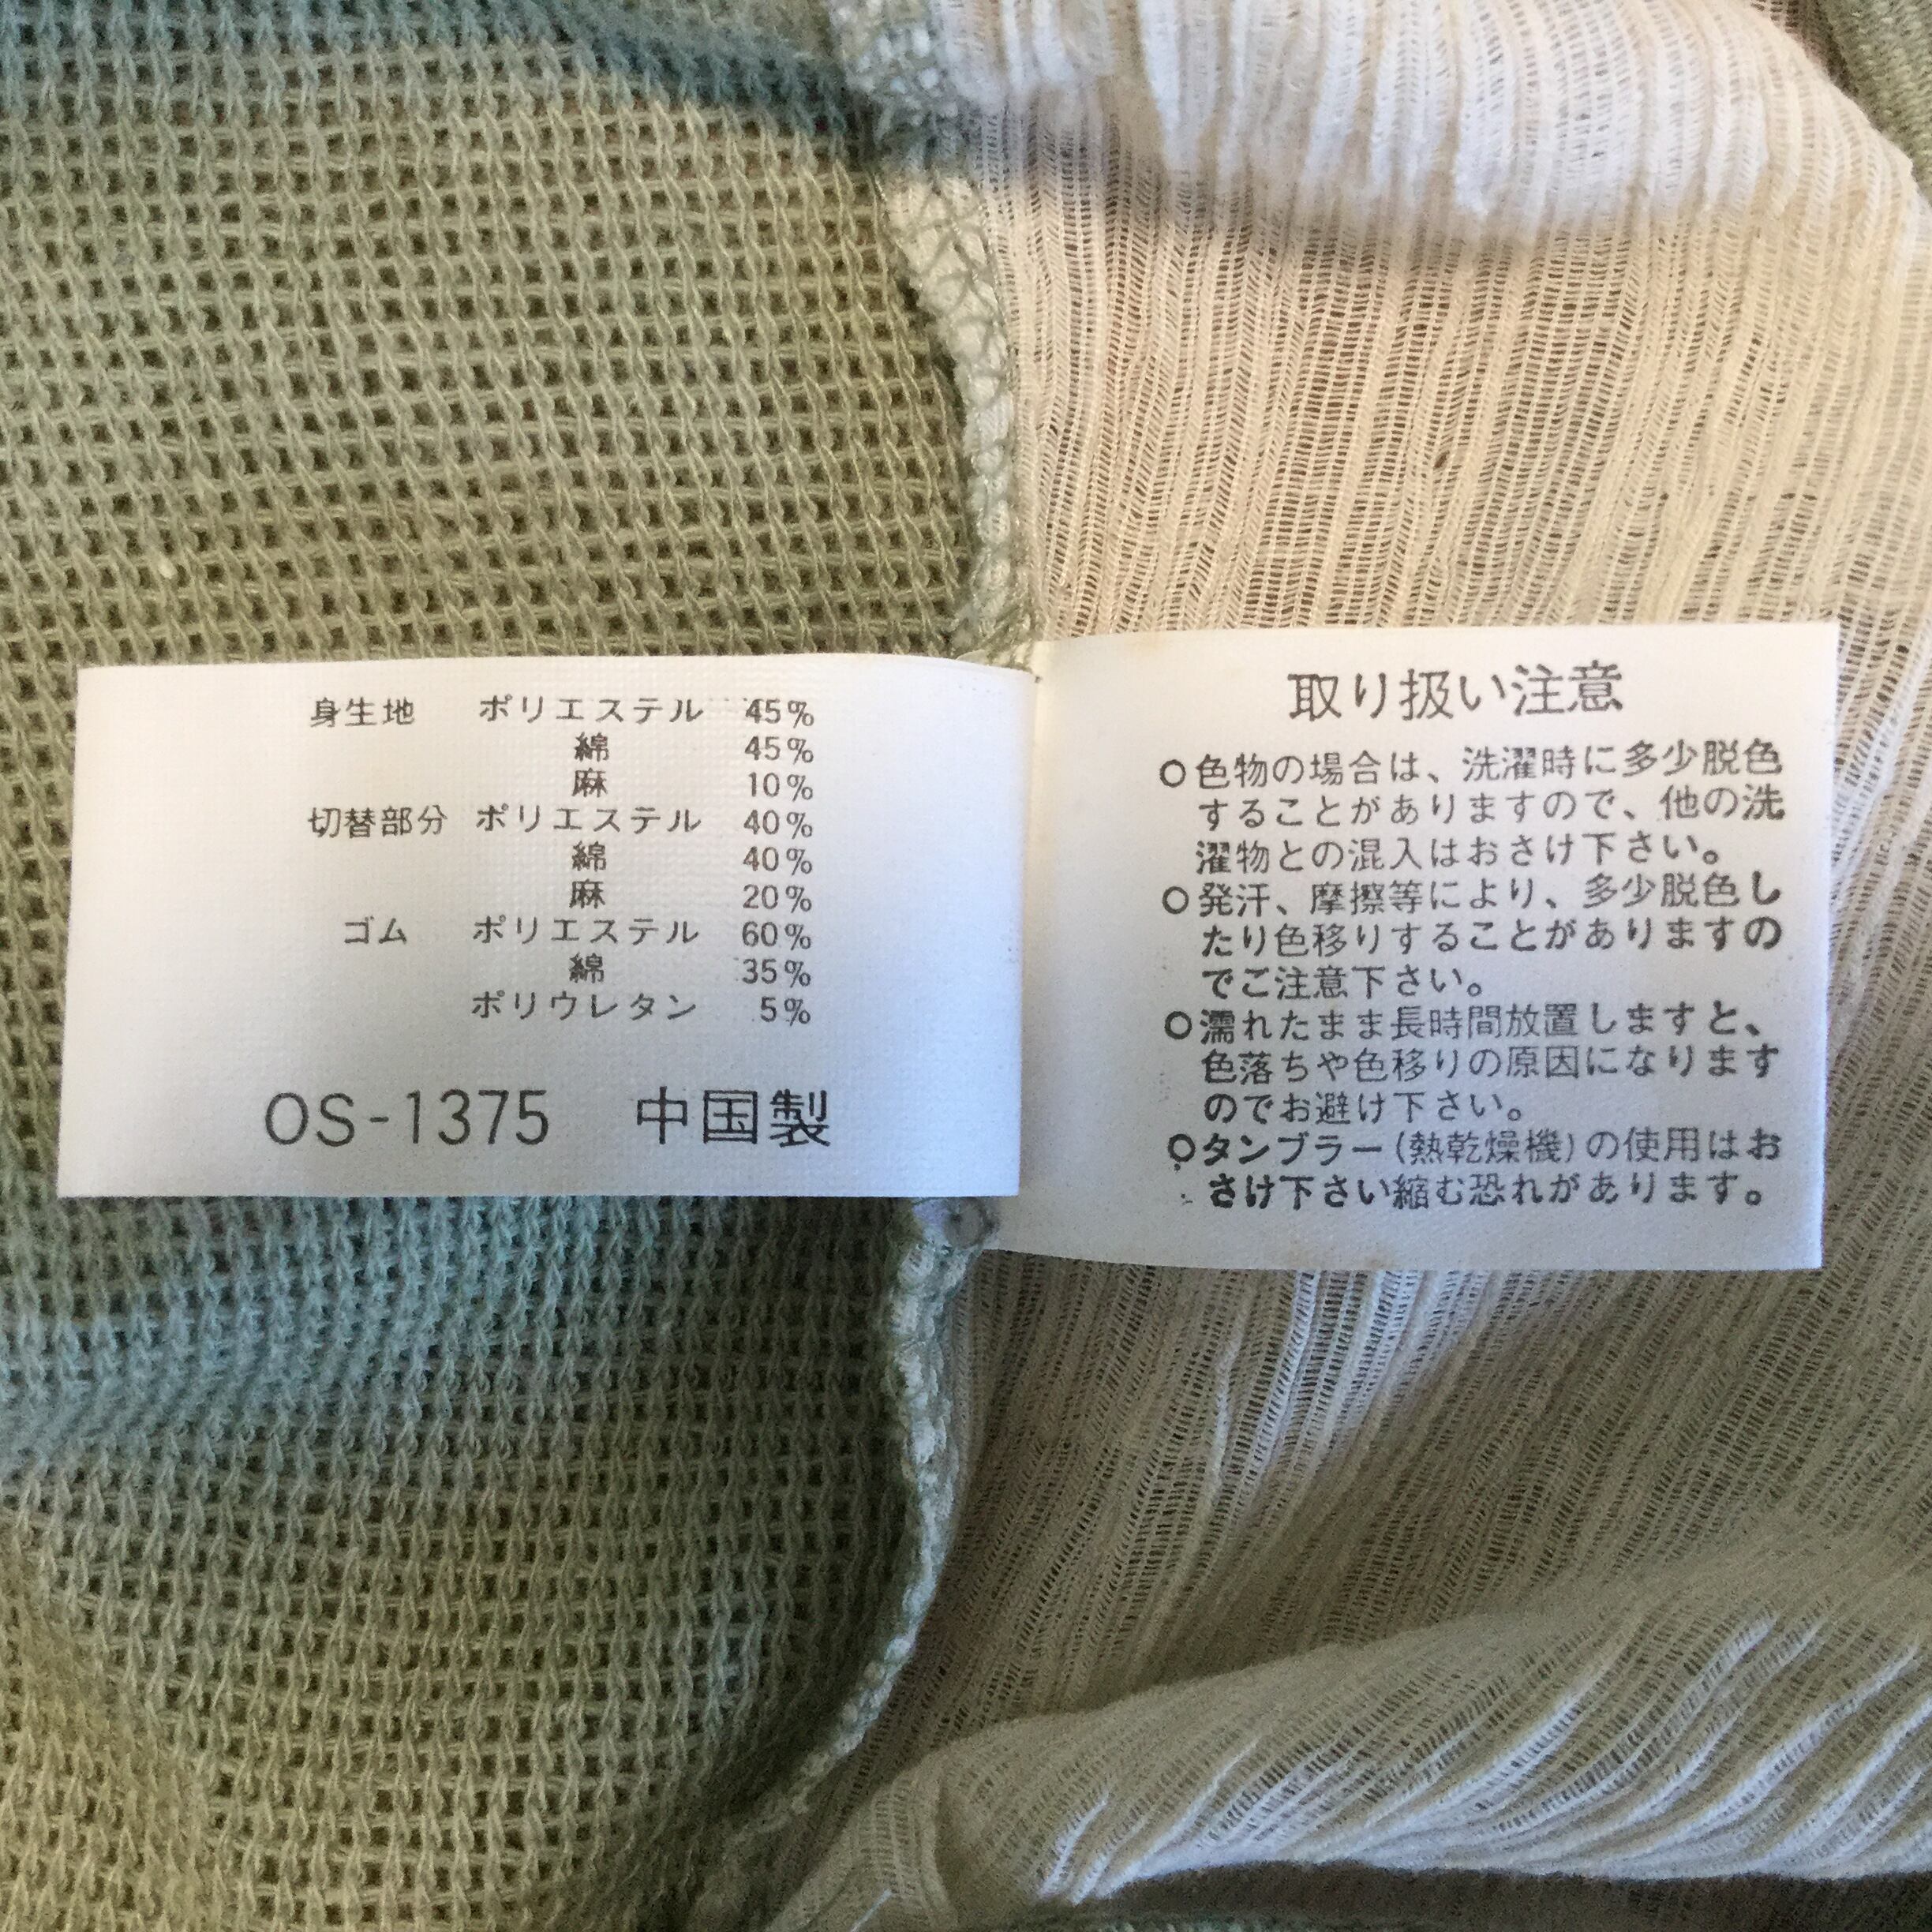 身生地 ポリエステル 45%
綿 45%
麻 10%
切替部分 ポリエステル 40%
綿 40%
麻 20%
ゴム ポリエステル 60%
綿 35%
ポリウレタン 5%
OS-1375 中国製
取り扱い注意
○色物の場合は、洗濯時に多少脱色
することがありますので、他の洗
濯物との混入はおさけ下さい。
○発汗、摩擦等により、多少脱色し
たり色移りすることがありますの
でご注意下さい。
○濡れたまま長時間放置しますと、
色落ちや色移りの原因になります
のでお避け下さい。
○タンブラー(熱乾燥機)の使用はお
さけ下さい縮む恐れがあります。